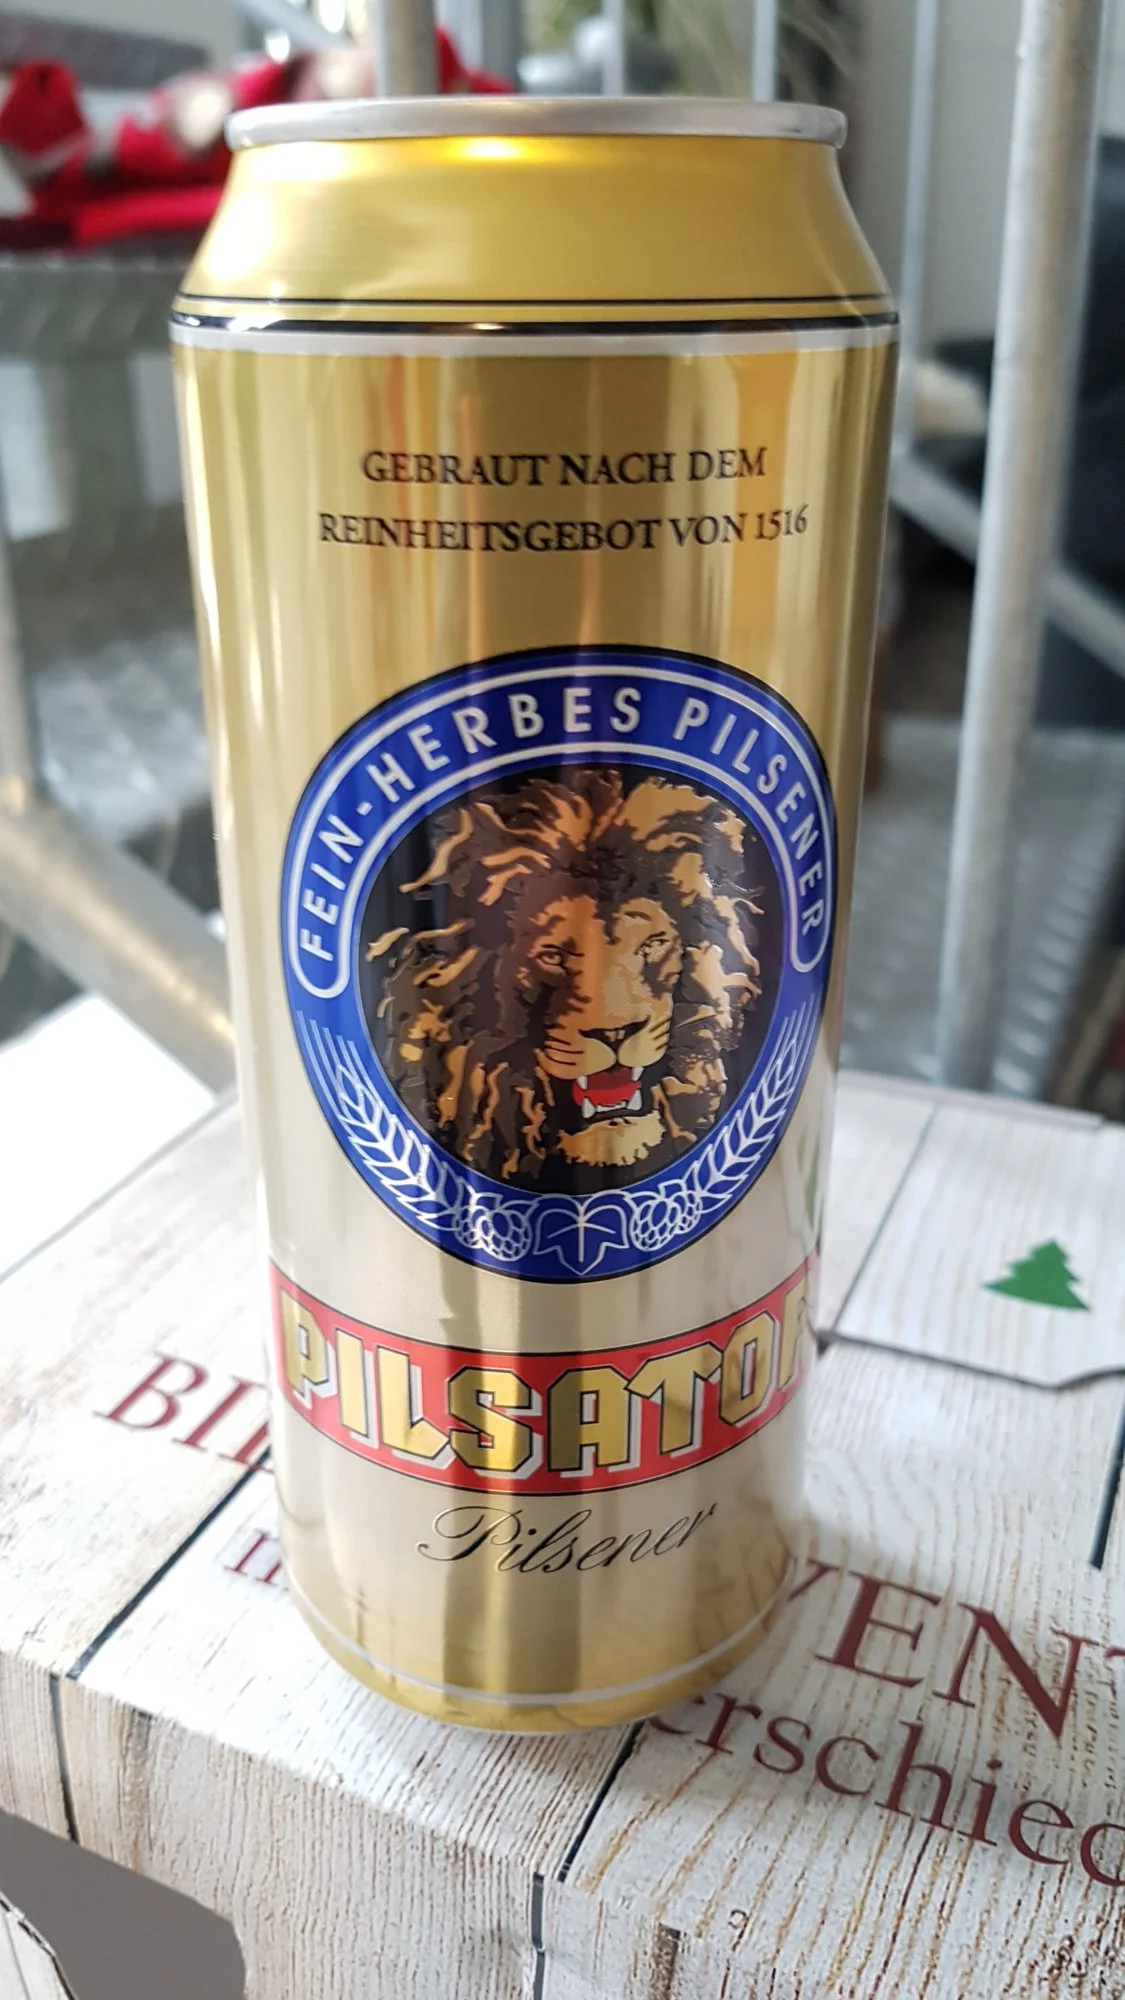 GEBRAUT NACH DEM
REINHEITSGEBOT VON 1516
FEIN-HERBES PILSENER
PILSATOR
Pilsener